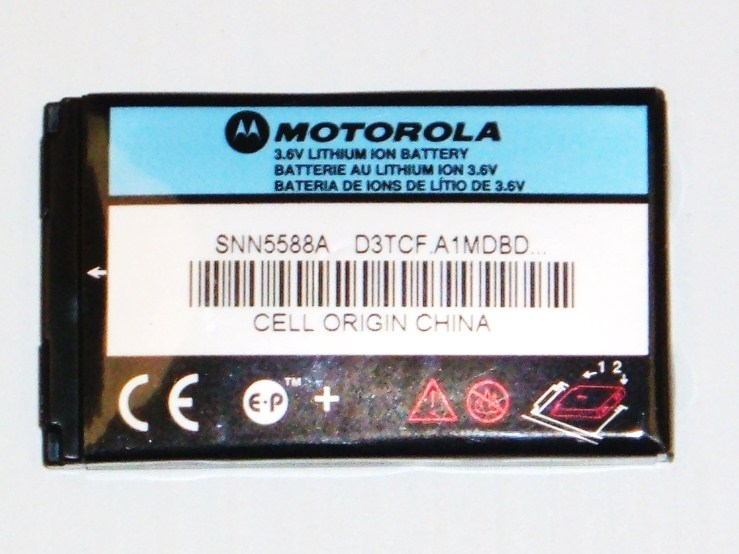 MOTOROLA
3.6V LITHIUM ION BATTERY
BATTERIE AU LITHIUM ION 3.6V
BATERIA DE IONS DE LÍTIO DE 3.6V
SNN5588A D3TCF.A1MDBD...
CELL ORIGIN CHINA
CE E·P™ +
1 2